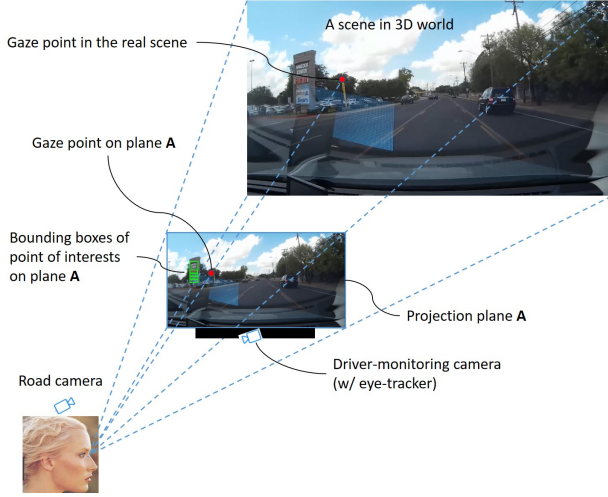 A scene in 3D world
Gaze point in the real scene
Gaze point on plane A
Bounding boxes of
point of interests
on plane A
Projection plane A
Driver-monitoring camera
(w/ eye-tracker)
Road camera